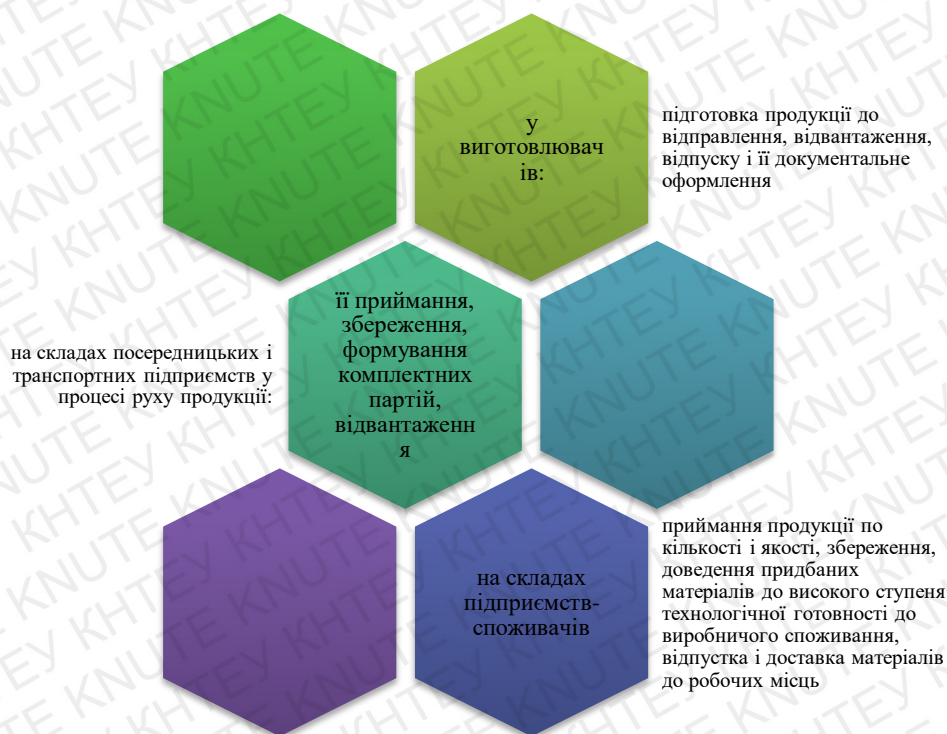 у
виготовлювач
ів:
підготовка продукції до
відправлення, відвантаження,
відпуску і її документальне
оформлення
на складах посередницьких і
транспортних підприємств у
процесі руху продукції:
її приймання,
збереження,
формування
комплектних
партій,
відвантаженн
я
на складах
підприємств-
споживачів
приймання продукції по
кількості і якості, збереження,
доведення придбаних
матеріалів до високого ступеня
технологічної готовності до
виробничого споживання,
відпустка і доставка матеріалів
до робочих місць